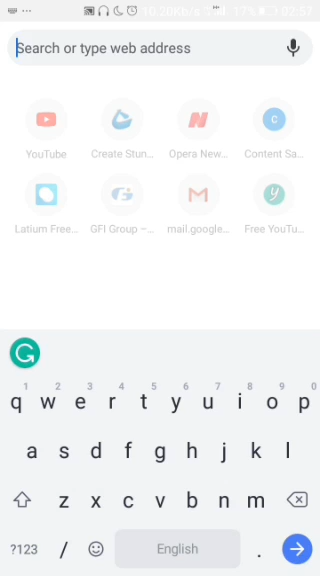 10.20Kb/s 17% 02:57
Search or type web address
YouTube Create Stun... Opera New... Content Sa...
Latium Free... GFI Group –... mail.google... Free YouTu...
1 2 3 4 5 6 7 8 9 0
q w e r t y u i o p
a s d f g h j k l
z x c v b n m
?123 / English .